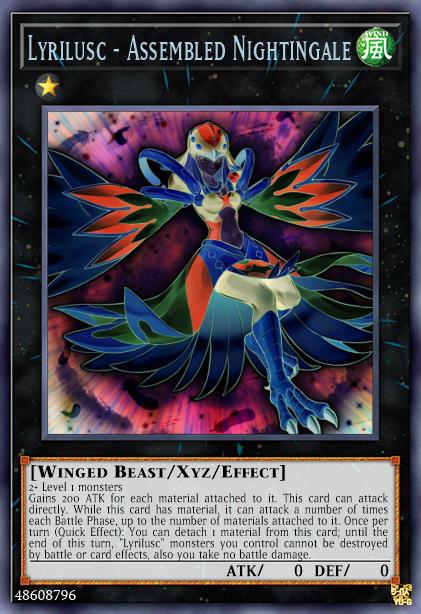 Lyrilusc - Assembled Nightingale
WIND
風
[Winged Beast/Xyz/Effect]
2+ Level 1 monsters
Gains 200 ATK for each material attached to it. This card can attack
directly. While this card has material, it can attack a number of times
each Battle Phase, up to the number of materials attached to it. Once per
turn (Quick Effect): You can detach 1 material from this card; until the
end of this turn, "Lyrilusc" monsters you control cannot be destroyed
by battle or card effects, also you take no battle damage.
ATK/ 0 DEF/ 0
48608796